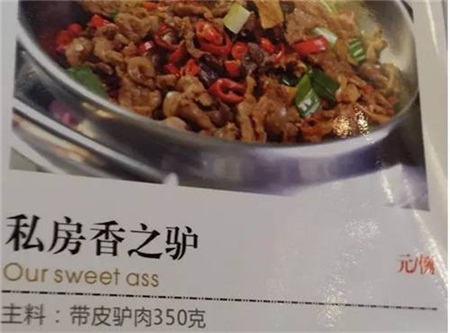 私房香之驴
元/例
Our sweet ass
主料：带皮驴肉350克